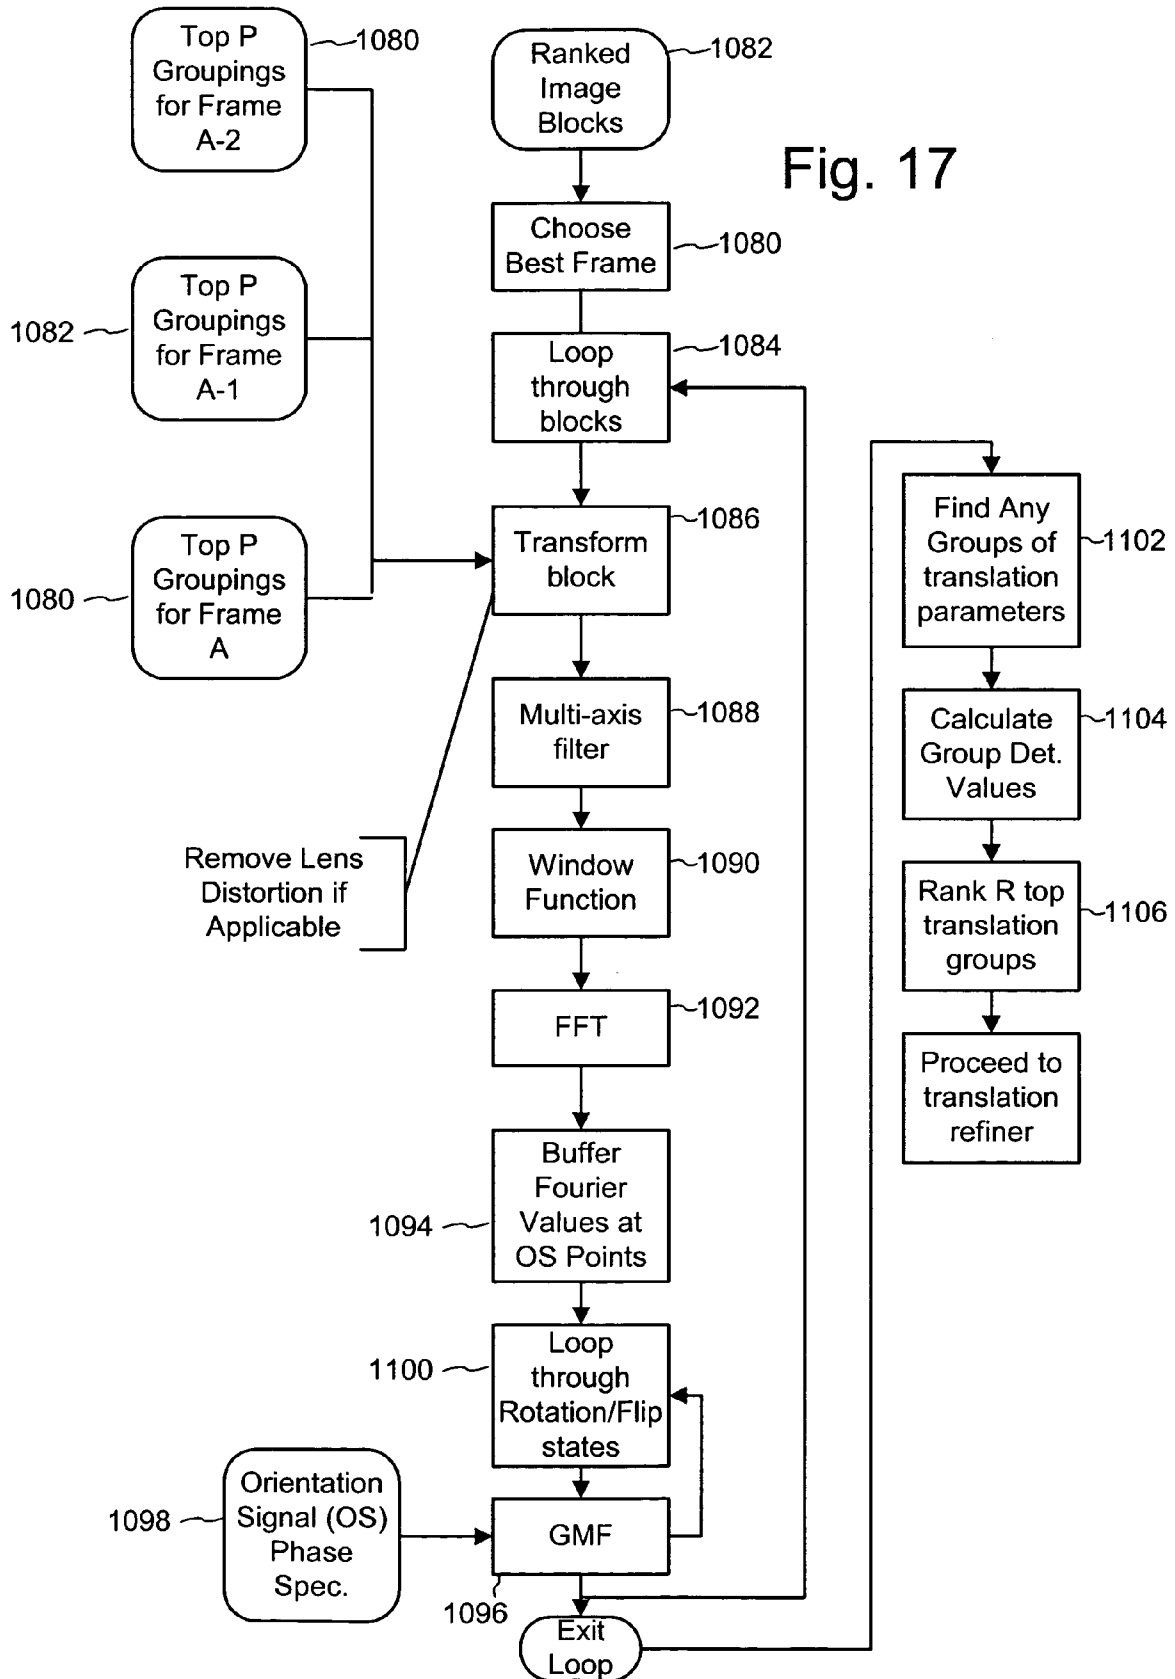 Top P
Groupings
for Frame
A-2
1080
Ranked
Image
Blocks
1082
Fig. 17
Choose
Best Frame
1080
Top P
Groupings
for Frame
A-1
1082
Loop
through
blocks
1084
Top P
Groupings
for Frame
A
1080
Transform
block
1086
Remove Lens
Distortion if
Applicable
Multi-axis
filter
1088
Window
Function
1090
FFT
1092
Buffer
Fourier
Values at
OS Points
1094
Loop
through
Rotation/Flip
states
1100
Orientation
Signal (OS)
Phase
Spec.
1098
GMF
1096
Exit
Loop
Find Any
Groups of
translation
parameters
1102
Calculate
Group Det.
Values
1104
Rank R top
translation
groups
1106
Proceed to
translation
refiner